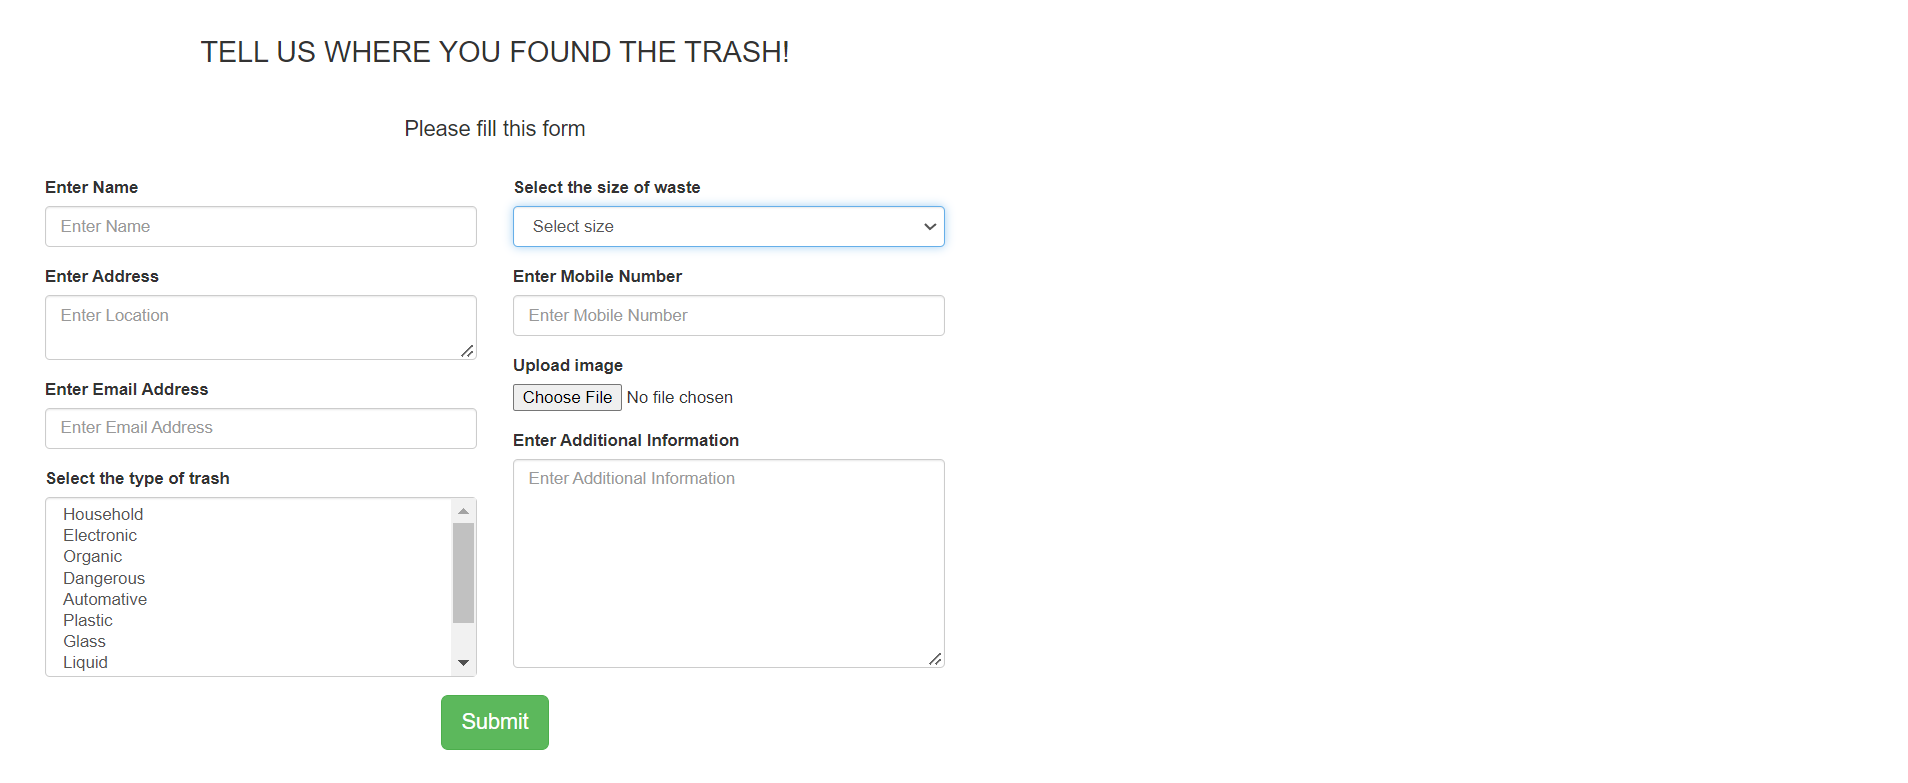 TELL US WHERE YOU FOUND THE TRASH!
Please fill this form
Enter Name
Enter Name
Enter Address
Enter Location
Enter Email Address
Enter Email Address
Select the type of trash
Household
Electronic
Organic
Dangerous
Automative
Plastic
Glass
Liquid
Select the size of waste
Select size
Enter Mobile Number
Enter Mobile Number
Upload image
Choose File No file chosen
Enter Additional Information
Enter Additional Information
Submit